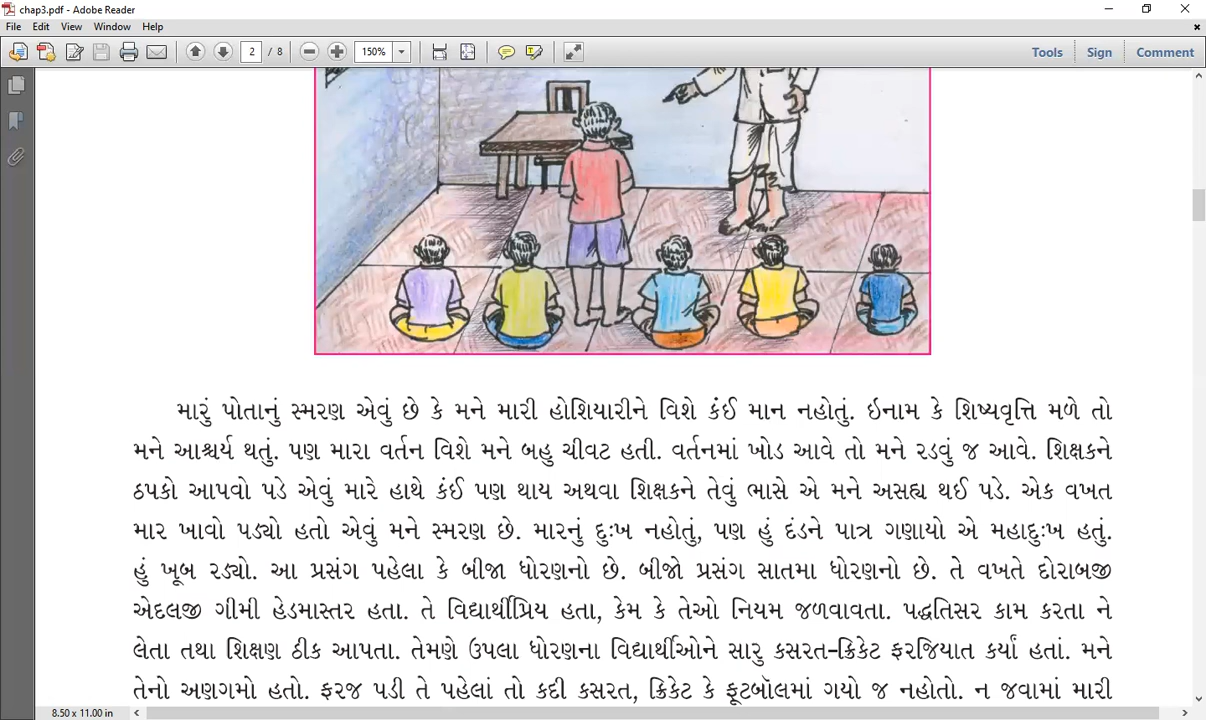 chap3.pdf - Adobe Reader
File Edit View Window Help
2 / 8 150% Tools Sign Comment
મારું પોતાનું સ્મરણ એવું છે કે મને મારી હોશિયારીને વિશે કંઈ માન નહોતું. ઇનામ કે શિષ્યવૃત્તિ મળે તો
મને આશ્ચર્ય થતું. પણ મારા વર્તન વિશે મને બહુ ચીવટ હતી. વર્તનમાં ખોડ આવે તો મને રડવું જ આવે. શિક્ષકને
ઠપકો આપવો પડે એવું મારે હાથે કંઈ પણ થાય અથવા શિક્ષકને તેવું ભાસે એ મને અસહ્ય થઈ પડે. એક વખત
માર ખાવો પડ્યો હતો એવું મને સ્મરણ છે. મારનું દુઃખ નહોતું, પણ હું દંડને પાત્ર ગણાયો એ મહાદુઃખ હતું.
હું ખૂબ રડ્યો. આ પ્રસંગ પહેલા કે બીજા ધોરણનો છે. બીજો પ્રસંગ સાતમા ધોરણનો છે. તે વખતે દોરાબજી
એદલજી ગીમી હેડમાસ્તર હતા. તે વિદ્યાર્થીપ્રિય હતા, કેમ કે તેઓ નિયમ જળવાવતા. પદ્ધતિસર કામ કરતા ને
લેતા તથા શિક્ષણ ઠીક આપતા. તેમણે ઉપલા ધોરણના વિદ્યાર્થીઓને સારુ કસરત-ક્રિકેટ ફરજિયાત કર્યાં હતાં. મને
તેનો અણગમો હતો. ફરજ પડી તે પહેલાં તો કદી કસરત, ક્રિકેટ કે ફૂટબૉલમાં ગયો જ નહોતો. ન જવામાં મારી
8.50 x 11.00 in